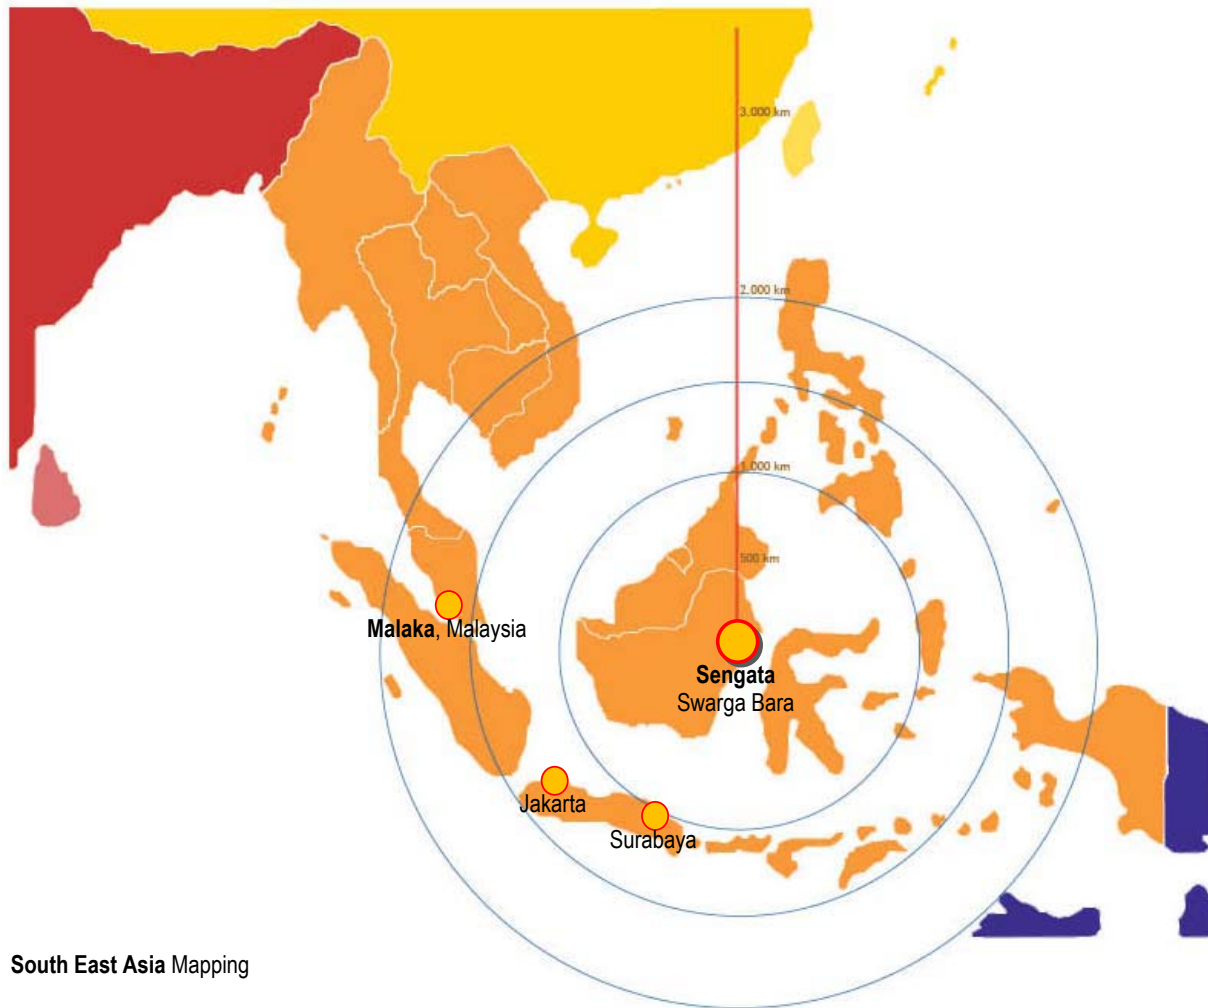 3.000 km
2.000 km
1.000 km
500 km
Malaka, Malaysia
Sengata
Swarga Bara
Jakarta
Surabaya
South East Asia Mapping